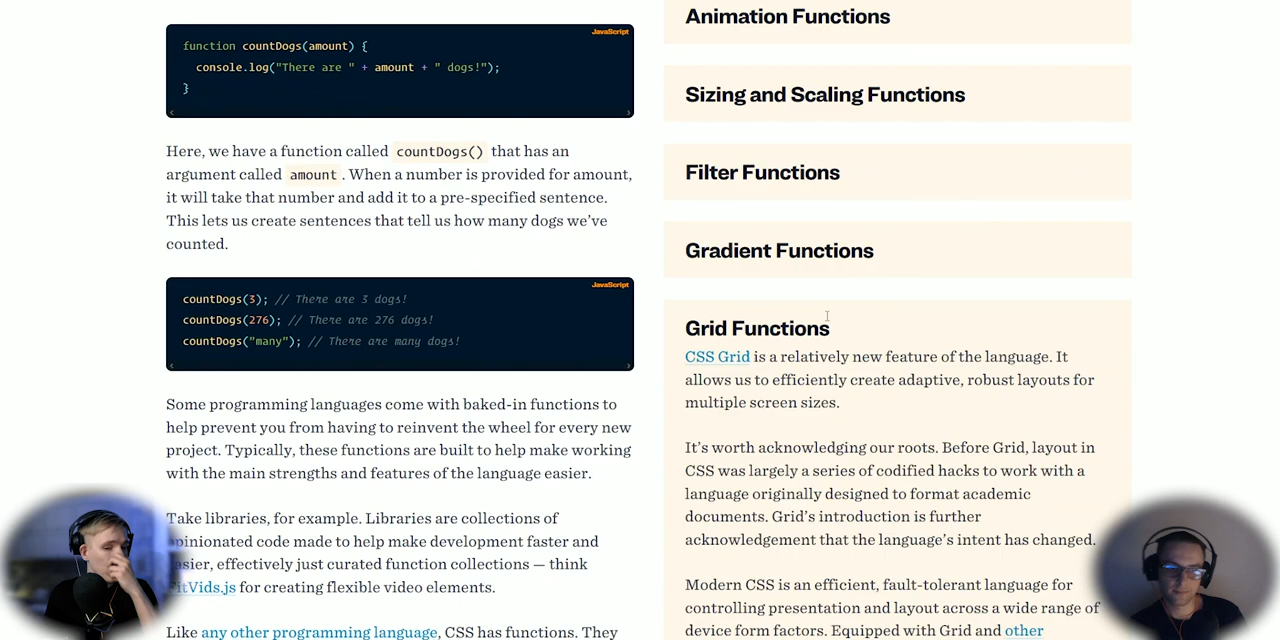 JavaScript
function countDogs(amount) {
console.log("There are " + amount + " dogs!");
}
Here, we have a function called countDogs() that has an
argument called amount . When a number is provided for amount,
it will take that number and add it to a pre-specified sentence.
This lets us create sentences that tell us how many dogs we’ve
counted.
JavaScript
countDogs(3); // There are 3 dogs!
countDogs(276); // There are 276 dogs!
countDogs("many"); // There are many dogs!
Some programming languages come with baked-in functions to
help prevent you from having to reinvent the wheel for every new
project. Typically, these functions are built to help make working
with the main strengths and features of the language easier.
Take libraries, for example. Libraries are collections of
opinionated code made to help make development faster and
easier, effectively just curated function collections — think
FitVids.js for creating flexible video elements.
Like any other programming language, CSS has functions. They
Animation Functions
Sizing and Scaling Functions
Filter Functions
Gradient Functions
Grid Functions
CSS Grid is a relatively new feature of the language. It
allows us to efficiently create adaptive, robust layouts for
multiple screen sizes.
It’s worth acknowledging our roots. Before Grid, layout in
CSS was largely a series of codified hacks to work with a
language originally designed to format academic
documents. Grid’s introduction is further
acknowledgement that the language’s intent has changed.
Modern CSS is an efficient, fault-tolerant language for
controlling presentation and layout across a wide range of
device form factors. Equipped with Grid and other